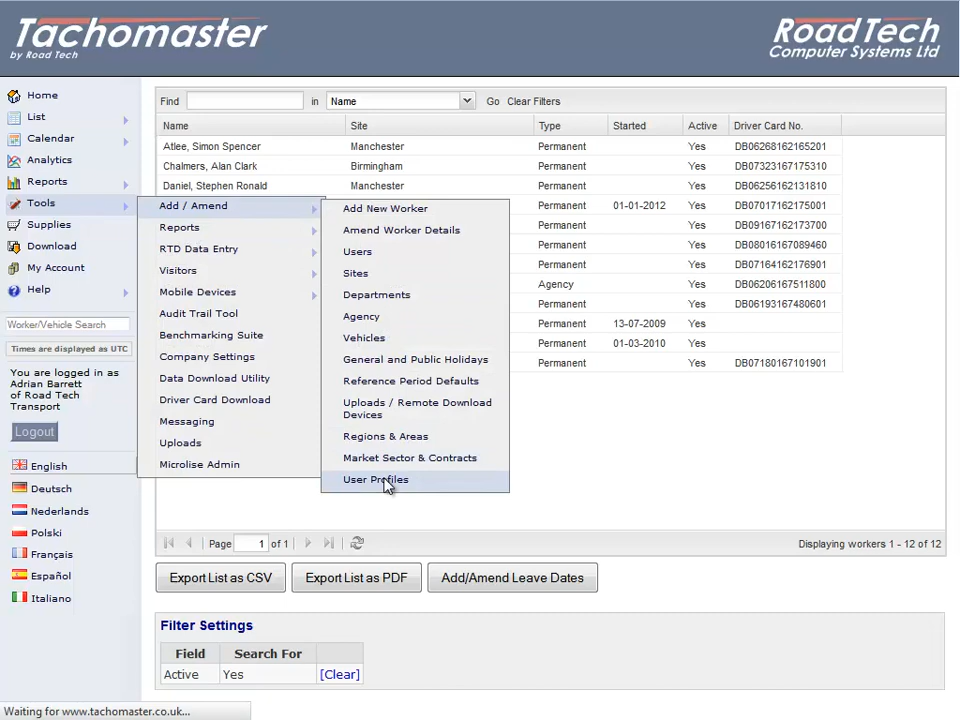 Tachomaster
by Road Tech
RoadTech
Computer Systems Ltd
Home
List
Calendar
Analytics
Reports
Tools
Supplies
Download
My Account
Help
Worker/Vehicle Search
Times are displayed as UTC
You are logged in as
Adrian Barrett
of Road Tech
Transport
Logout
English
Deutsch
Nederlands
Polski
Français
Español
Italiano
Find in Name Go Clear Filters
Name Site Type Started Active Driver Card No.
Atlee, Simon Spencer Manchester Permanent Yes DB06268162165201
Chalmers, Alan Clark Birmingham Permanent Yes DB07323167175310
Daniel, Stephen Ronald Manchester Permanent Yes DB06256162131810
Permanent 01-01-2012 Yes DB07017162175001
Permanent Yes DB09167162173700
Permanent Yes DB08016167089460
Permanent Yes DB07164162176901
Agency Yes DB06206167511800
Permanent Yes DB06193167480601
Permanent 13-07-2009 Yes
Permanent 01-03-2010 Yes
Permanent Yes DB07180167101901
Add / Amend
Reports
RTD Data Entry
Visitors
Mobile Devices
Audit Trail Tool
Benchmarking Suite
Company Settings
Data Download Utility
Driver Card Download
Messaging
Uploads
Microlise Admin
Add New Worker
Amend Worker Details
Users
Sites
Departments
Agency
Vehicles
General and Public Holidays
Reference Period Defaults
Uploads / Remote Download
Devices
Regions & Areas
Market Sector & Contracts
User Profiles
Page 1 of 1 Displaying workers 1 - 12 of 12
Export List as CSV Export List as PDF Add/Amend Leave Dates
Filter Settings
Field Search For
Active Yes [Clear]
Waiting for www.tachomaster.co.uk...